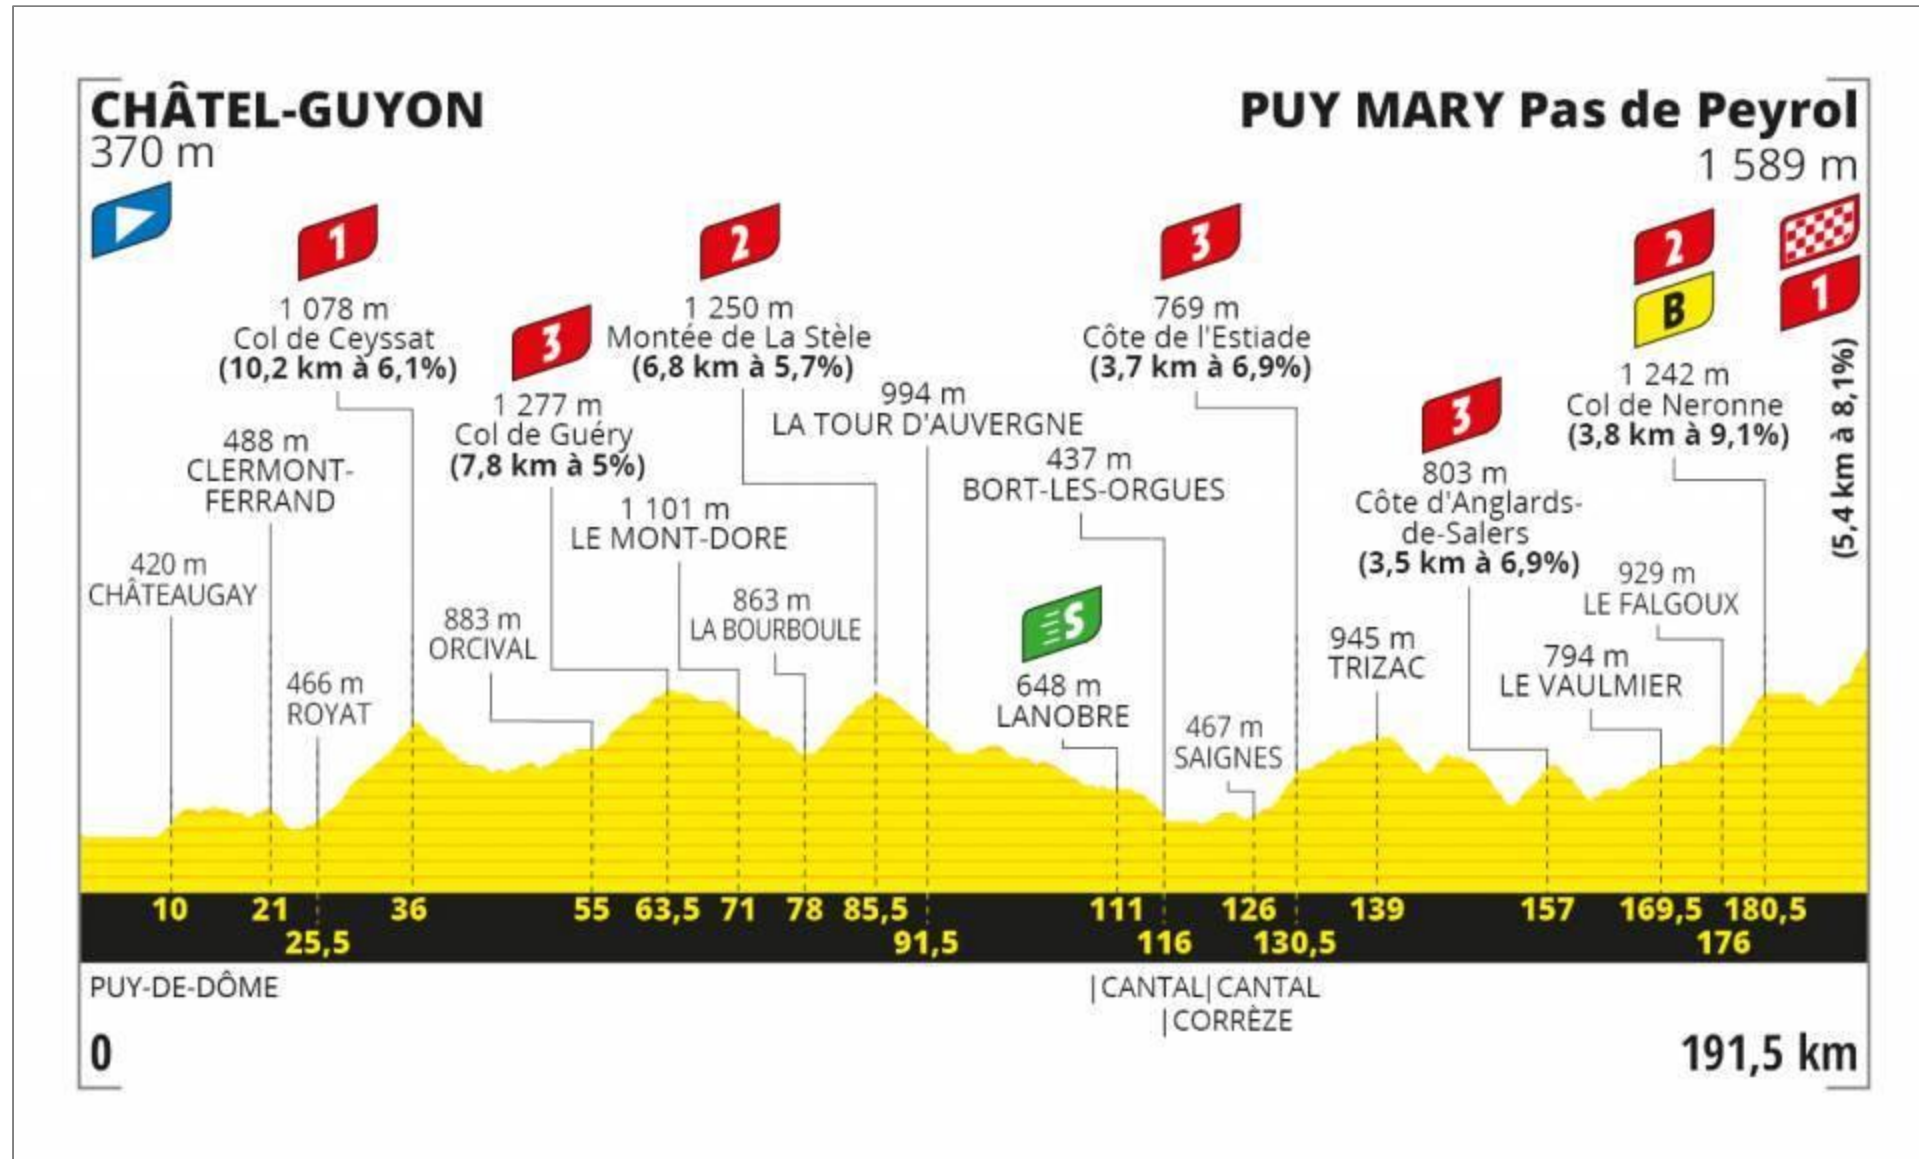 CHÂTEL-GUYON
370 m
PUY MARY Pas de Peyrol
1 589 m
1
1 078 m
Col de Ceyssat
(10,2 km à 6,1%)
2
1 250 m
Montée de La Stèle
(6,8 km à 5,7%)
3
769 m
Côte de l'Estiade
(3,7 km à 6,9%)
2
B
1 242 m
Col de Neronne
(3,8 km à 9,1%)
1
(5,4 km à 8,1%)
3
1 277 m
Col de Guéry
(7,8 km à 5%)
994 m
LA TOUR D'AUVERGNE
3
803 m
Côte d'Anglards-
de-Salers
(3,5 km à 6,9%)
488 m
CLERMONT-
FERRAND
437 m
BORT-LES-ORGUES
1 101 m
LE MONT-DORE
420 m
CHÂTEAUGAY
929 m
LE FALGOUX
863 m
LA BOURBOULE
S
648 m
LANOBRE
883 m
ORCIVAL
945 m
TRIZAC
794 m
LE VAULMIER
466 m
ROYAT
467 m
SAIGNES
10 21 36 55 63,5 71 78 85,5 111 126 139 157 169,5 180,5
25,5 91,5 116 130,5 176
PUY-DE-DÔME |CANTAL|CANTAL
|CORRÈZE
0 191,5 km